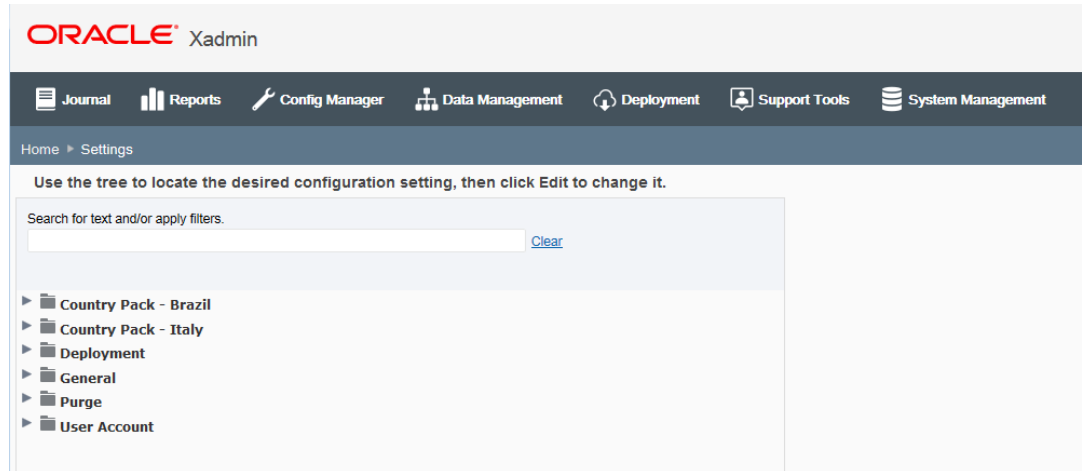 ORACLE® Xadmin
Journal Reports Config Manager Data Management Deployment Support Tools System Management
Home Settings
Use the tree to locate the desired configuration setting, then click Edit to change it.
Search for text and/or apply filters.
Clear
Country Pack - Brazil
Country Pack - Italy
Deployment
General
Purge
User Account